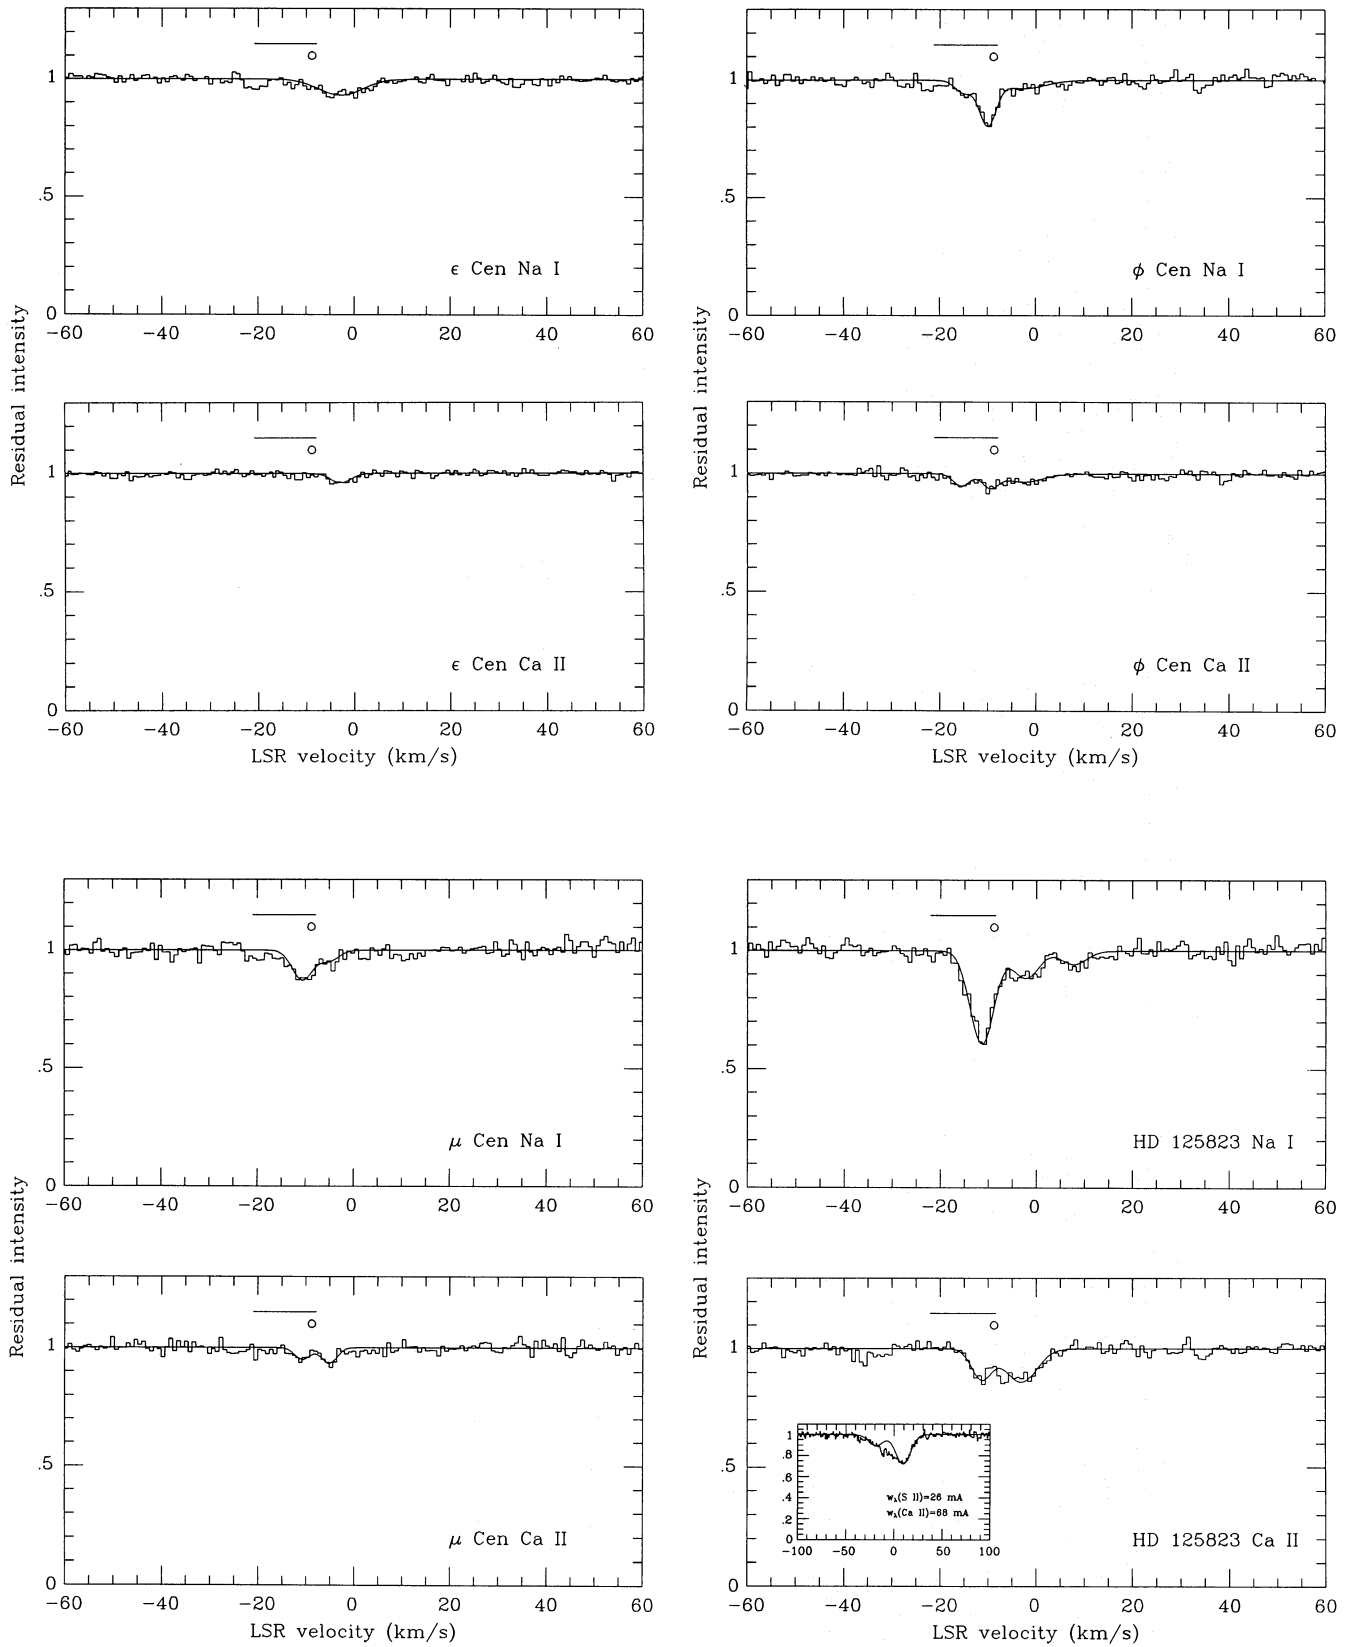 1
.5
0
ε Cen Na I
-60 -40 -20 0 20 40 60
1
.5
0
φ Cen Na I
-60 -40 -20 0 20 40 60
Residual intensity
1
.5
0
ε Cen Ca II
-60 -40 -20 0 20 40 60
LSR velocity (km/s)
Residual intensity
1
.5
0
φ Cen Ca II
-60 -40 -20 0 20 40 60
LSR velocity (km/s)
1
.5
0
μ Cen Na I
-60 -40 -20 0 20 40 60
1
.5
0
HD 125823 Na I
-60 -40 -20 0 20 40 60
Residual intensity
1
.5
0
μ Cen Ca II
-60 -40 -20 0 20 40 60
LSR velocity (km/s)
Residual intensity
1
.5
0
1
.8
.6
.4
.2
0
wλ(S II)=26 mA
wλ(Ca II)=68 mA
-100 -50 0 50 100
HD 125823 Ca II
-60 -40 -20 0 20 40 60
LSR velocity (km/s)